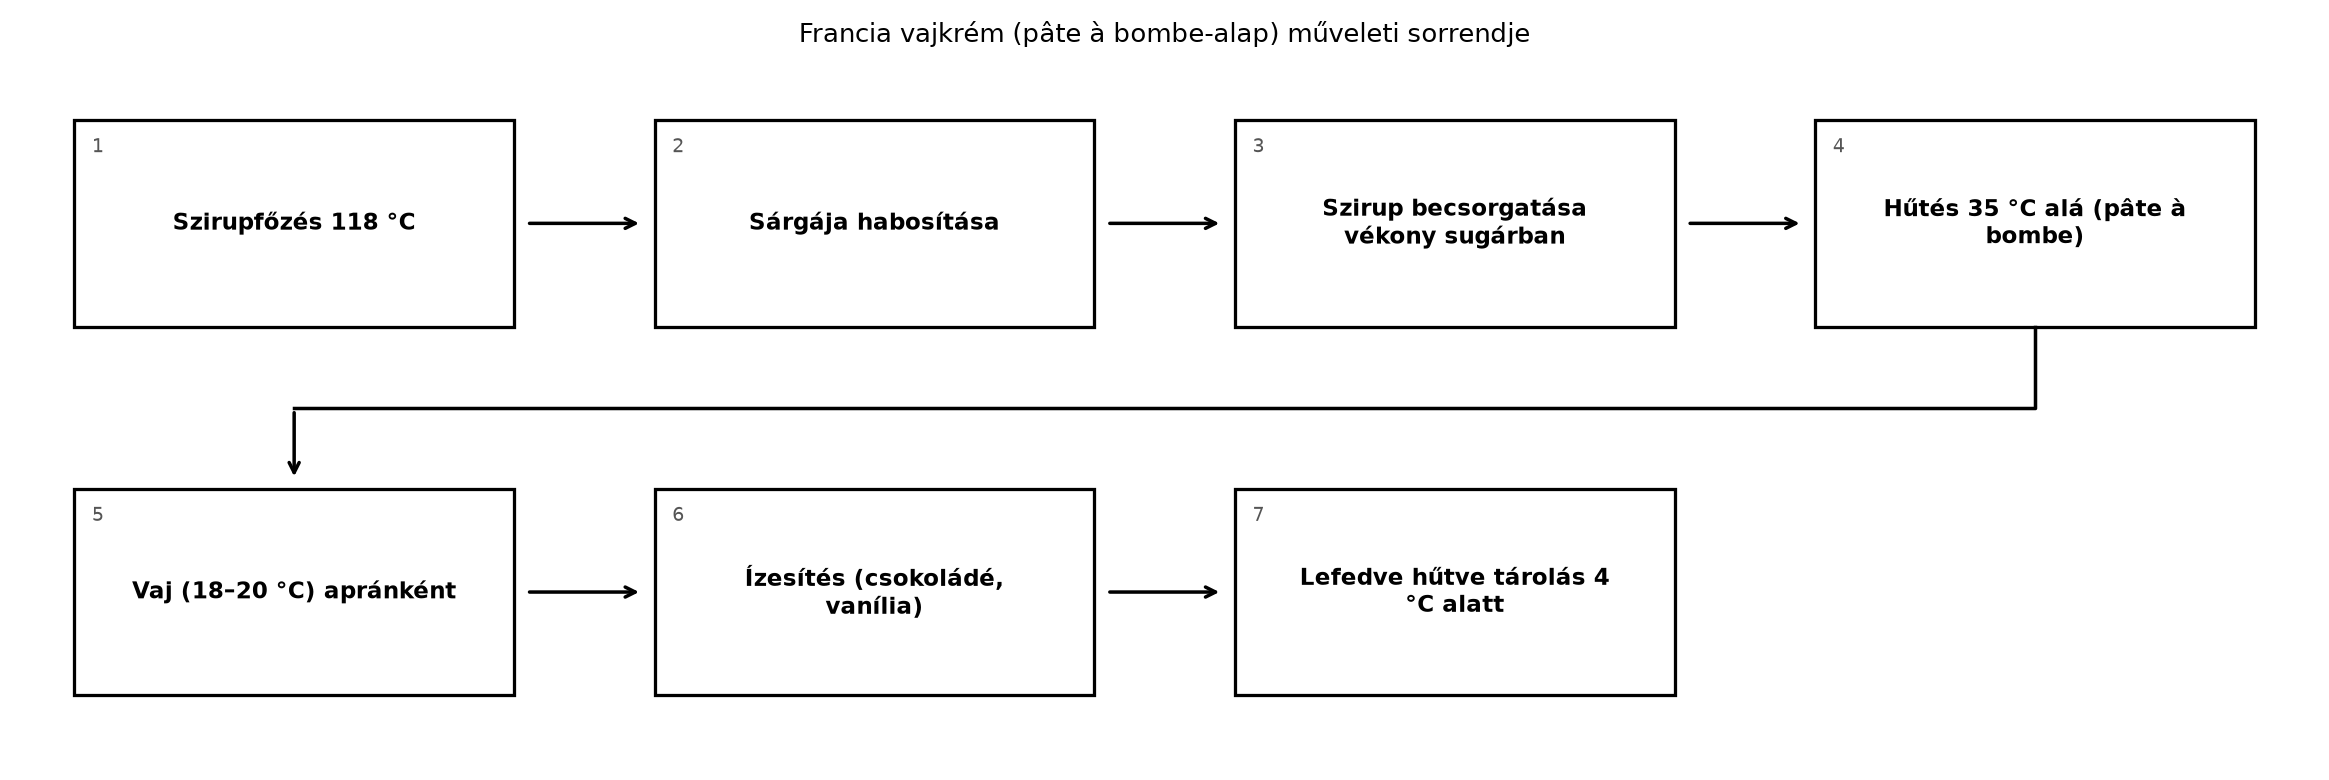 Francia vajkrém (pâte à bombe-alap) műveleti sorrendje
1
Szirupfőzés 118 °C
2
Sárgája habosítása
3
Szirup becsorgatása
vékony sugárban
4
Hűtés 35 °C alá (pâte à
bombe)
5
Vaj (18–20 °C) apránként
6
Ízesítés (csokoládé,
vanília)
7
Lefedve hűtve tárolás 4
°C alatt